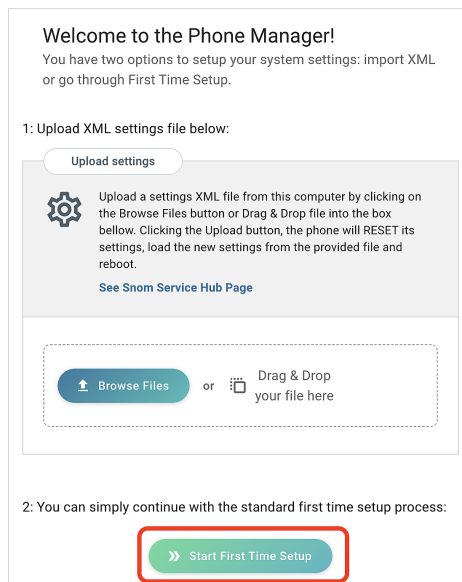 Welcome to the Phone Manager!
You have two options to setup your system settings: import XML
or go through First Time Setup.
1: Upload XML settings file below:
Upload settings
Upload a settings XML file from this computer by clicking on
the Browse Files button or Drag & Drop file into the box
bellow. Clicking the Upload button, the phone will RESET its
settings, load the new settings from the provided file and
reboot.
See Snom Service Hub Page
Browse Files or Drag & Drop
your file here
2: You can simply continue with the standard first time setup process:
Start First Time Setup